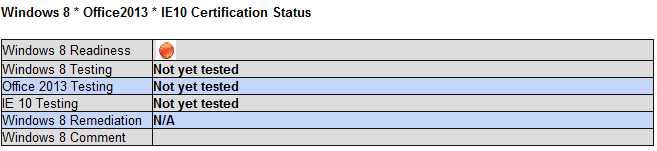 Windows 8 * Office2013 * IE10 Certification Status
Windows 8 Readiness
Windows 8 Testing Not yet tested
Office 2013 Testing Not yet tested
IE 10 Testing Not yet tested
Windows 8 Remediation N/A
Windows 8 Comment